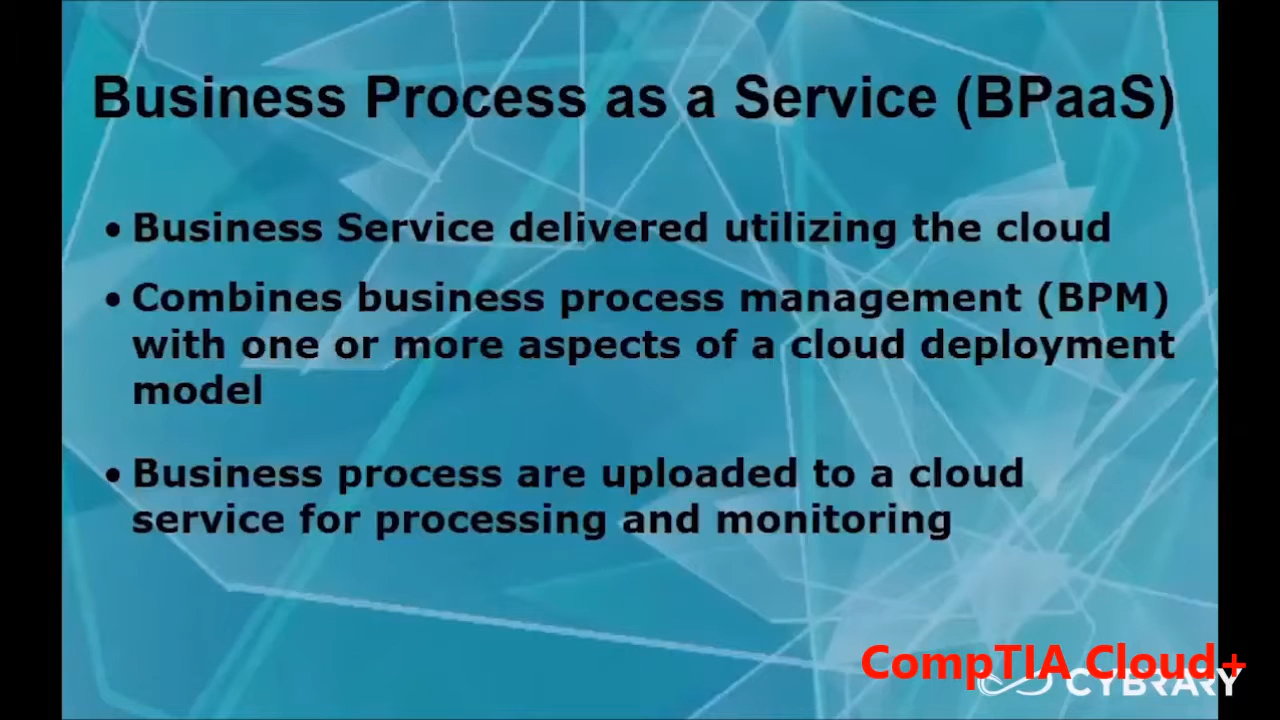 Business Process as a Service (BPaaS)
• Business Service delivered utilizing the cloud
• Combines business process management (BPM)
with one or more aspects of a cloud deployment
model
• Business process are uploaded to a cloud
service for processing and monitoring
CompTIA Cloud+
CYBRARY